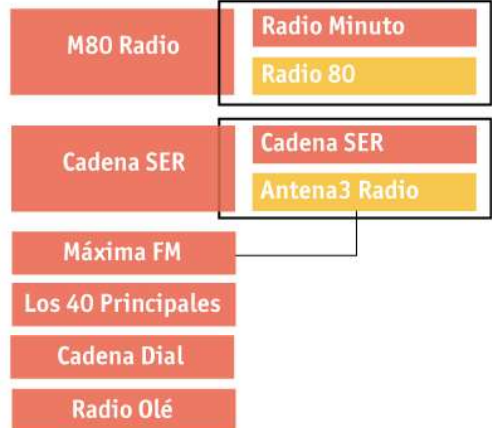 M80 Radio
Radio Minuto
Radio 80
Cadena SER
Cadena SER
Antena3 Radio
Máxima FM
Los 40 Principales
Cadena Dial
Radio Olé